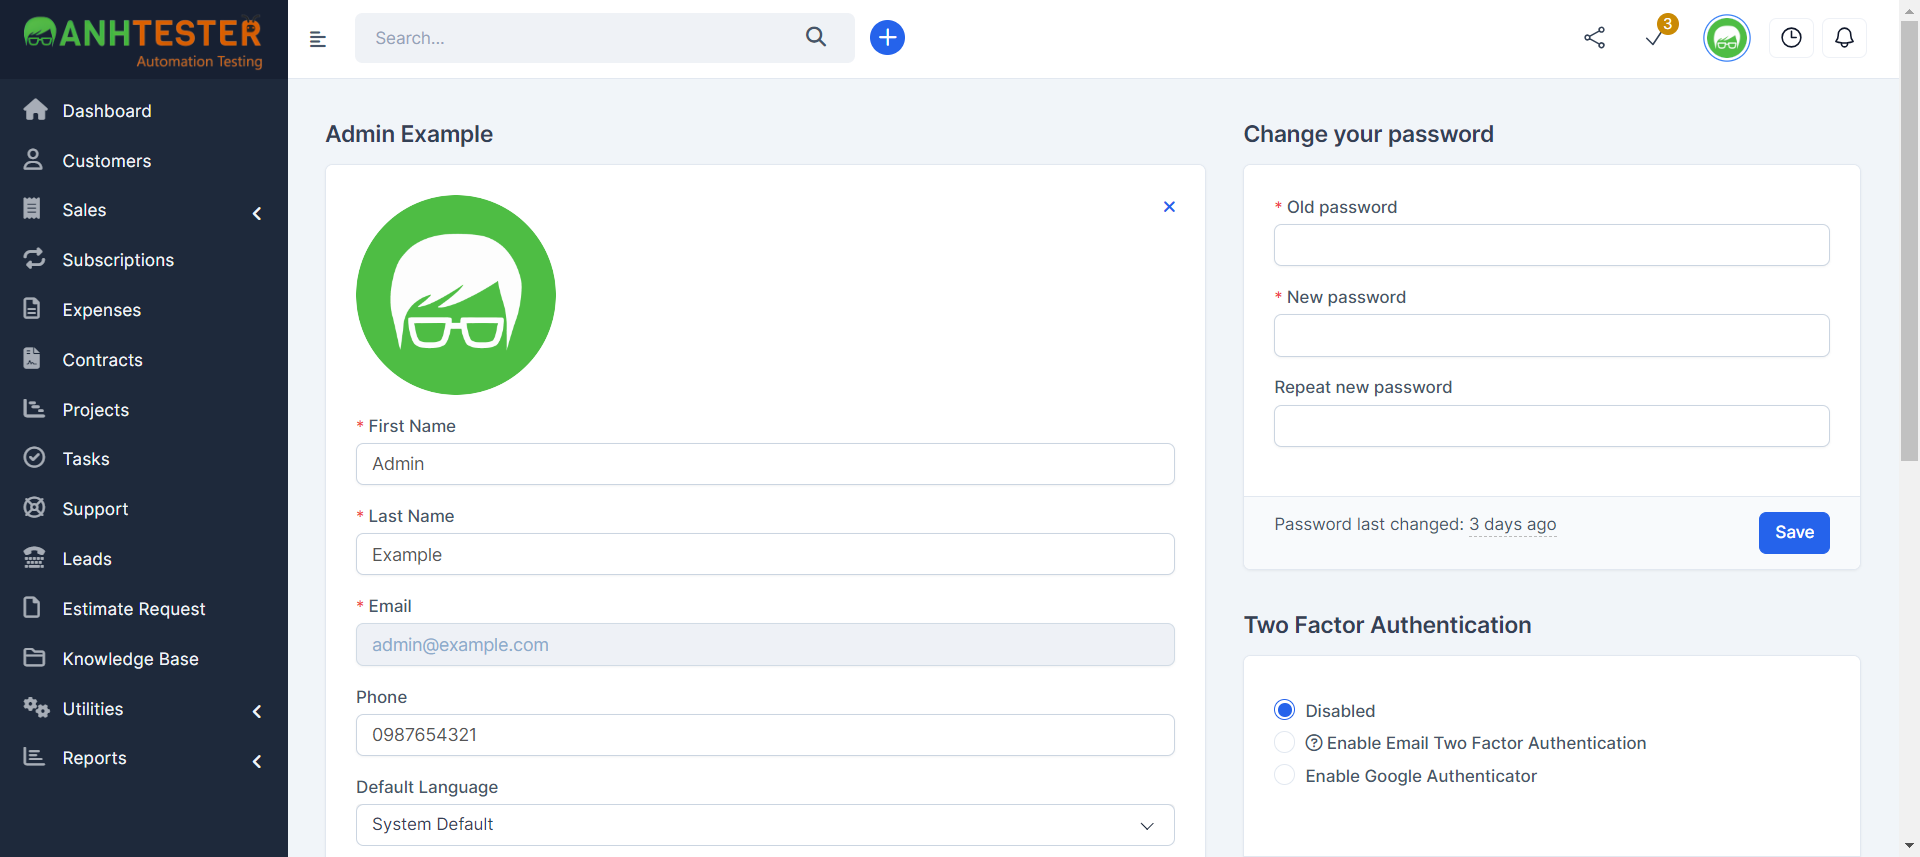 ANHTESTER
Automation Testing
Search...
3
Dashboard
Customers
Sales
Subscriptions
Expenses
Contracts
Projects
Tasks
Support
Leads
Estimate Request
Knowledge Base
Utilities
Reports
Admin Example
* First Name
Admin
* Last Name
Example
* Email
admin@example.com
Phone
0987654321
Default Language
System Default
Change your password
* Old password
* New password
Repeat new password
Password last changed: 3 days ago
Save
Two Factor Authentication
Disabled
Enable Email Two Factor Authentication
Enable Google Authenticator